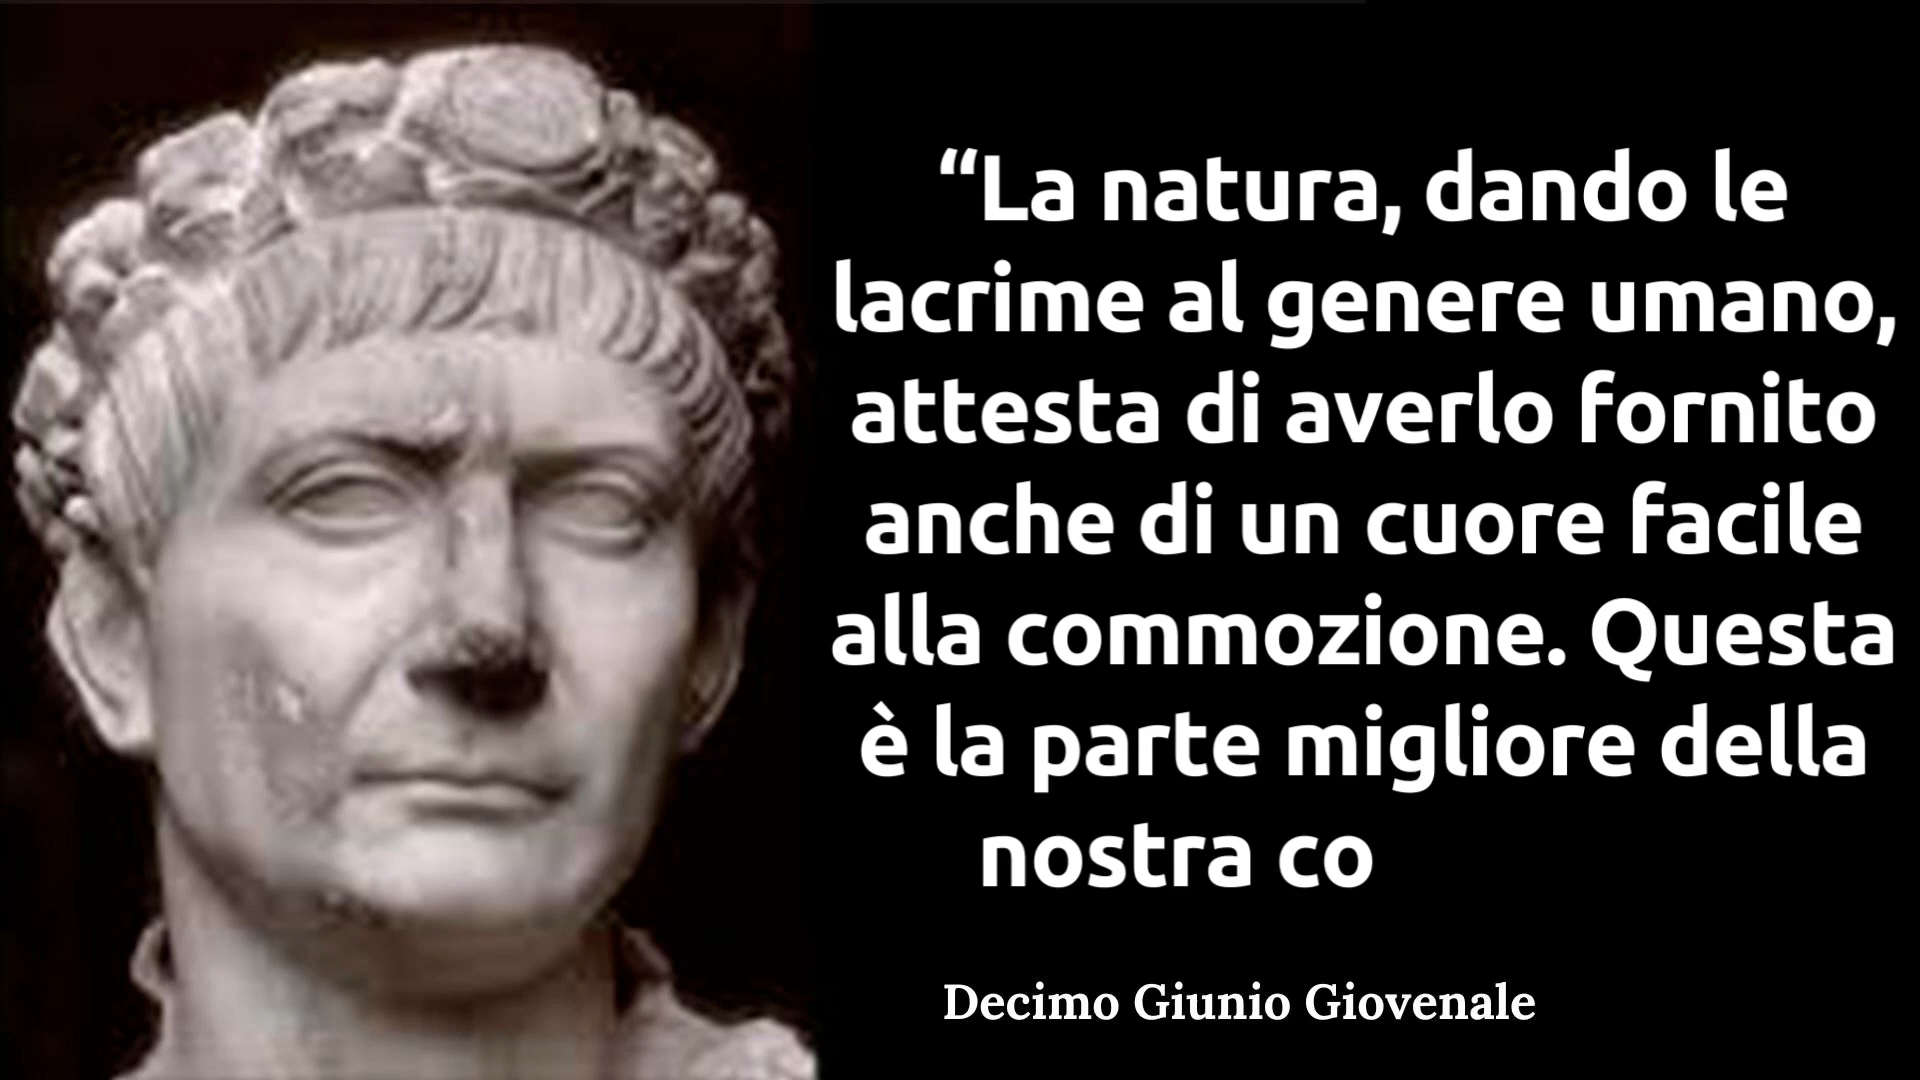 “La natura, dando le
lacrime al genere umano,
attesta di averlo fornito
anche di un cuore facile
alla commozione. Questa
è la parte migliore della
nostra co
Decimo Giunio Giovenale